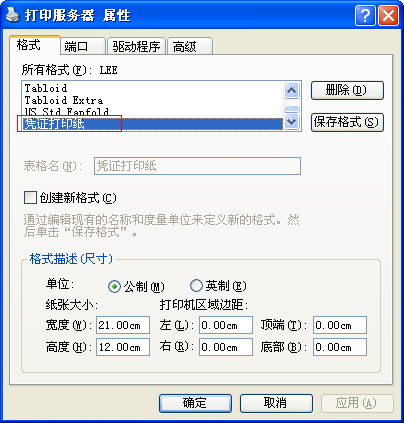 打印服务器 属性
格式 端口 驱动程序 高级
所有格式(F): LEE
Tabloid
Tabloid Extra
US Std Fanfold
凭证打印纸
删除(D)
保存格式(S)
表格名(N): 凭证打印纸
创建新格式(C)
通过编辑现有的名称和度量单位来定义新的格式。然
后单击“保存格式”。
格式描述(尺寸)
单位: 公制(M) 英制(E)
纸张大小: 打印机区域边距:
宽度(W): 21.00cm 左(L): 0.00cm 顶端(T): 0.00cm
高度(H): 12.00cm 右(R): 0.00cm 底部(B): 0.00cm
确定 取消 应用(A)